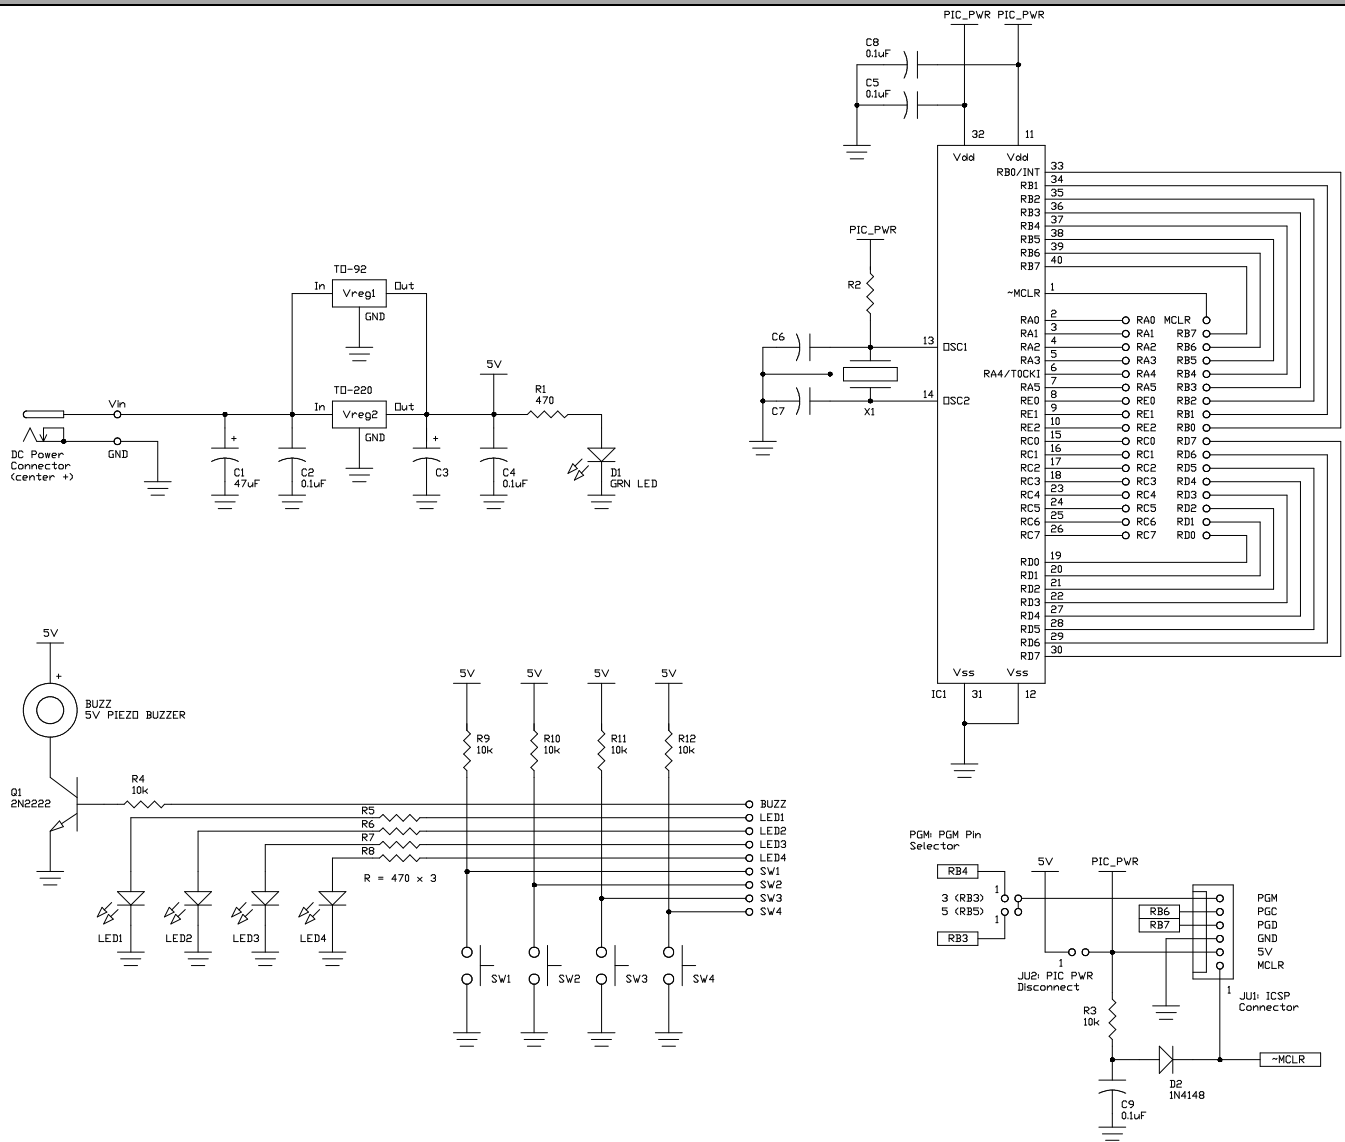 PIC_PWR PIC_PWR
C8
0.1uF
C5
0.1uF
32
11
Vdd
Vdd
RB0/INT 33
RB1 34
RB2 35
RB3 36
RB4 37
RB5 38
RB6 39
RB7 40
~MCLR 1
RA0 2 RA0 MCLR
RA1 3 RA1 RB7
RA2 4 RA2 RB6
RA3 5 RA3 RB5
RA4/T0CKI 6 RA4 RB4
RA5 7 RA5 RB3
RE0 8 RE0 RB2
RE1 9 RE1 RB1
RE2 10 RE2 RB0
RC0 15 RC0 RD7
RC1 16 RC1 RD6
RC2 17 RC2 RD5
RC3 18 RC3 RD4
RC4 23 RC4 RD3
RC5 24 RC5 RD2
RC6 25 RC6 RD1
RC7 26 RC7 RD0
RD0 19
RD1 20
RD2 21
RD3 22
RD4 27
RD5 28
RD6 29
RD7 30
Vss
Vss
IC1
31
12
PIC_PWR
R2
C6
13 OSC1
14 OSC2
C7
X1
TO-92
In
Vreg1
Out
GND
TO-220
In
Vreg2
Out
GND
5V
R1
470
Vin
GND
DC Power
Connector
(center +)
+
C1
47uF
C2
0.1uF
+
C3
C4
0.1uF
D1
GRN LED
5V
+
BUZZ
5V PIEZO BUZZER
Q1
2N2222
R4
10k
5V
5V
5V
5V
R9
10k
R10
10k
R11
10k
R12
10k
R5
R6
R7
R8
R = 470 x 3
BUZZ
LED1
LED2
LED3
LED4
SW1
SW2
SW3
SW4
LED1
LED2
LED3
LED4
SW1
SW2
SW3
SW4
PGM: PGM Pin
Selector
RB4
3 (RB3)
1
5 (RB5)
1
RB3
5V
PIC_PWR
1
JU2: PIC PWR
Disconnect
RB6
RB7
PGM
PGC
PGD
GND
5V
MCLR
1
JU1: ICSP
Connector
R3
10k
D2
1N4148
C9
0.1uF
~MCLR